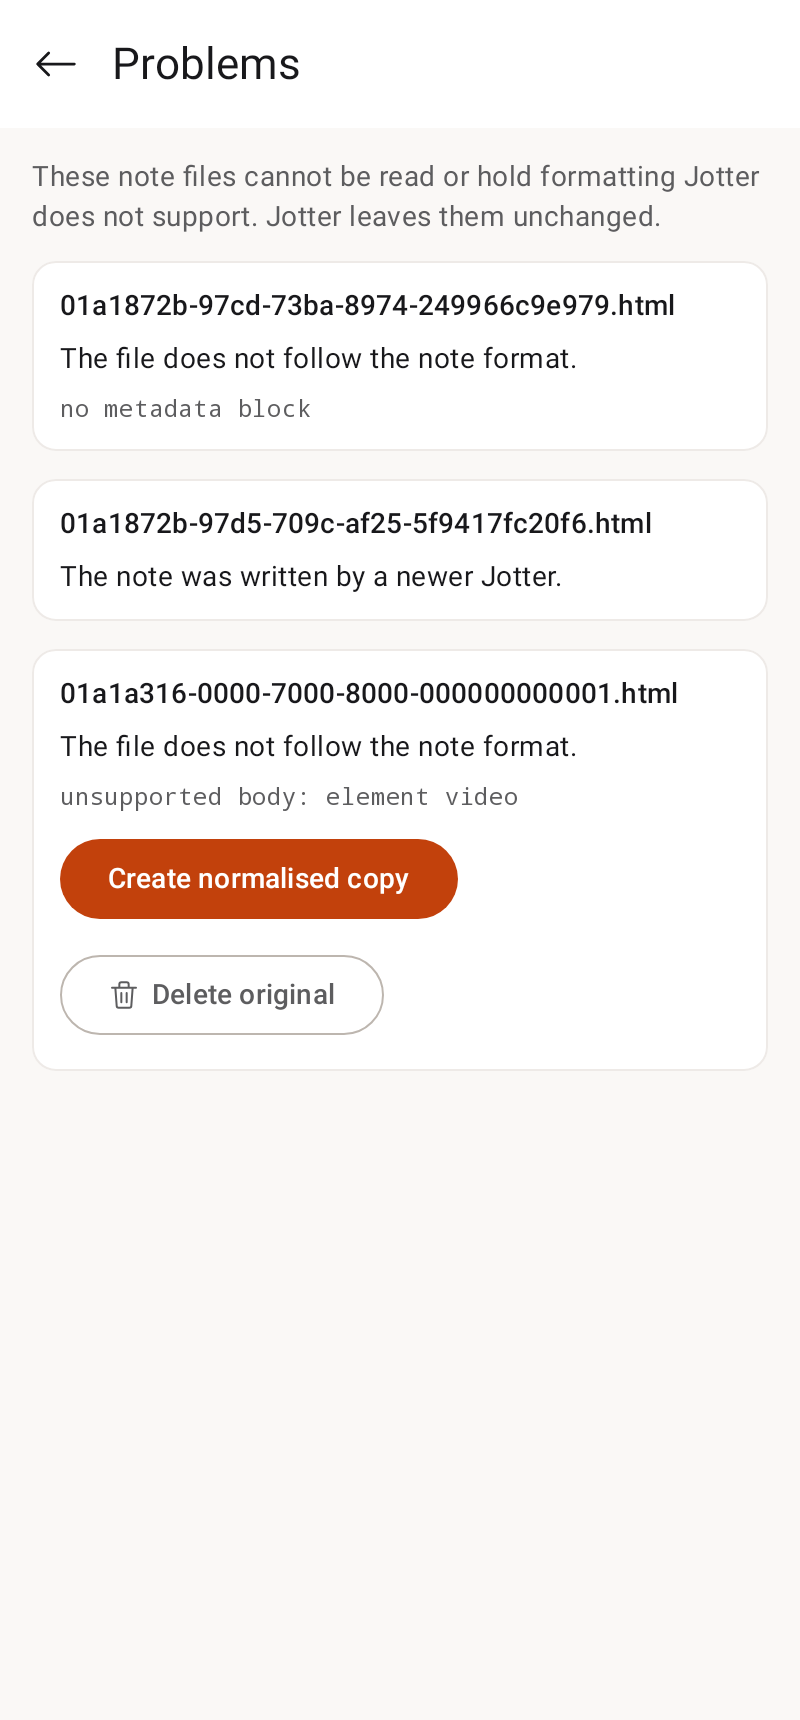 Problems
These note files cannot be read or hold formatting Jotter
does not support. Jotter leaves them unchanged.
01a1872b-97cd-73ba-8974-249966c9e979.html
The file does not follow the note format.
no metadata block
01a1872b-97d5-709c-af25-5f9417fc20f6.html
The note was written by a newer Jotter.
01a1a316-0000-7000-8000-000000000001.html
The file does not follow the note format.
unsupported body: element video
Create normalised copy
Delete original